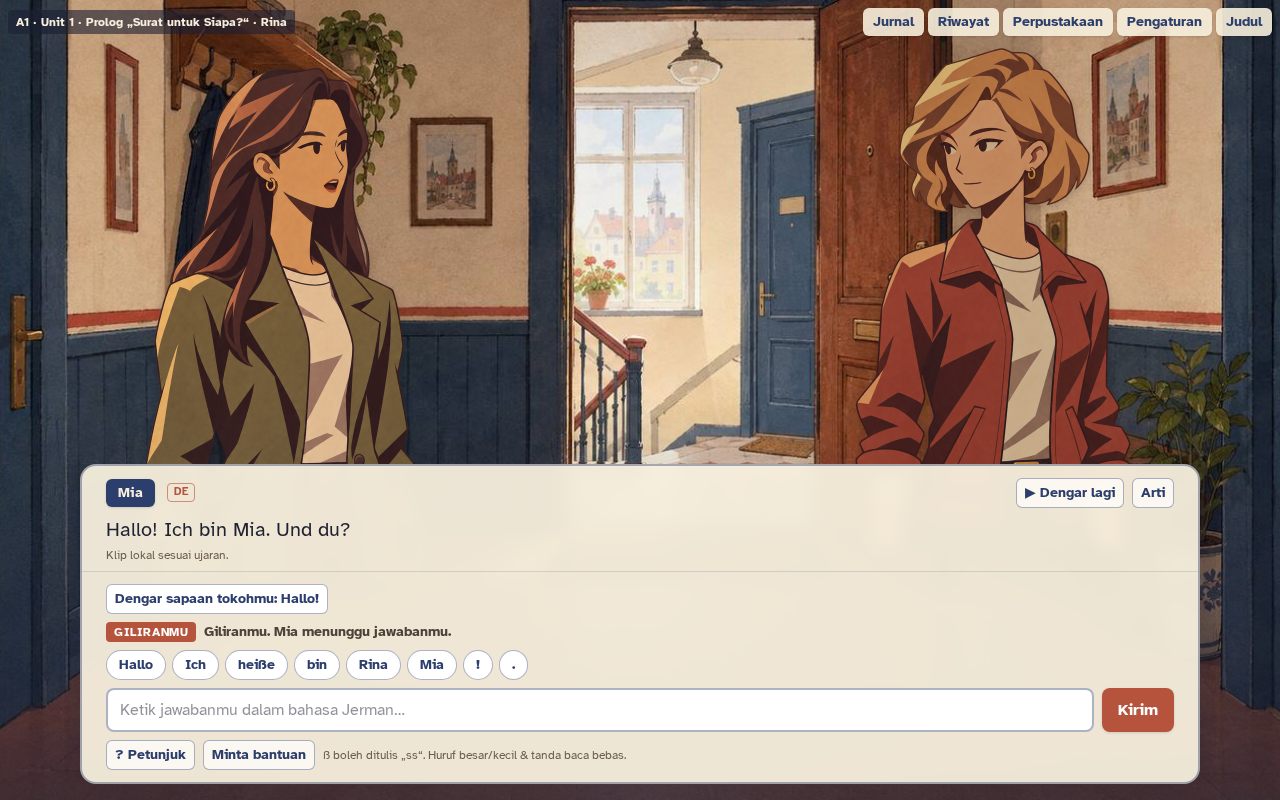 A1 · Unit 1 · Prolog „Surat untuk Siapa?“ · Rina
Jurnal Riwayat Perpustakaan Pengaturan Judul
Mia DE ▶ Dengar lagi Arti
Hallo! Ich bin Mia. Und du?
Klip lokal sesuai ujaran.
Dengar sapaan tokohmu: Hallo!
GILIRANMU Giliranmu. Mia menunggu jawabanmu.
Hallo Ich heiße bin Rina Mia ! .
Ketik jawabanmu dalam bahasa Jerman... Kirim
? Petunjuk Minta bantuan ß boleh ditulis „ss“. Huruf besar/kecil & tanda baca bebas.